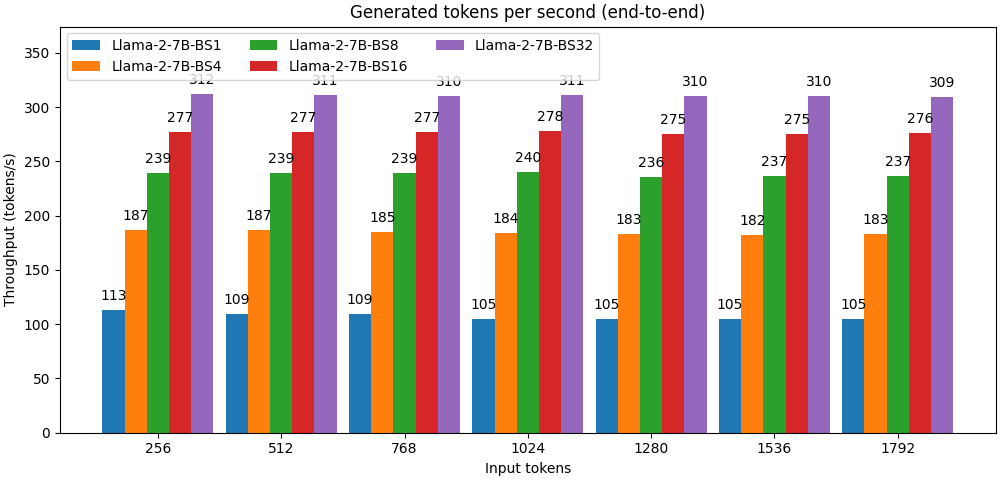 Generated tokens per second (end-to-end)
Llama-2-7B-BS1 Llama-2-7B-BS8 Llama-2-7B-BS32
Llama-2-7B-BS4 Llama-2-7B-BS16
Throughput (tokens/s)
350
300
250
200
150
100
50
0
113 187 239 277 312
109 187 239 277 311
109 185 239 277 310
105 184 240 278 311
105 183 236 275 310
105 182 237 275 310
105 183 237 276 309
256 512 768 1024 1280 1536 1792
Input tokens